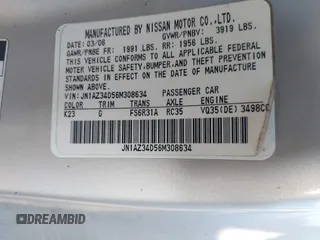 MANUFACTURED BY NISSAN MOTOR CO.,LTD.
DATE: 03/06 GVWR/PNBV: 3919 LBS.
GAWR/PNBE FR: 1991 LBS. RR: 1956 LBS.
THIS VEHICLE CONFORMS TO ALL APPLICABLE FEDERAL
MOTOR VEHICLE SAFETY, BUMPER, AND THEFT PREVENTION
STANDARDS IN EFFECT ON THE DATE OF
MANUFACTURE SHOWN ABOVE.
VIN:JN1AZ34D56M308634 PASSENGER CAR
COLOR TRIM TRANS AXLE ENGINE
K23 G FS6R31A RC35 VQ35(DE) 3498CC
JN1AZ34D56M308634
DREAMBID